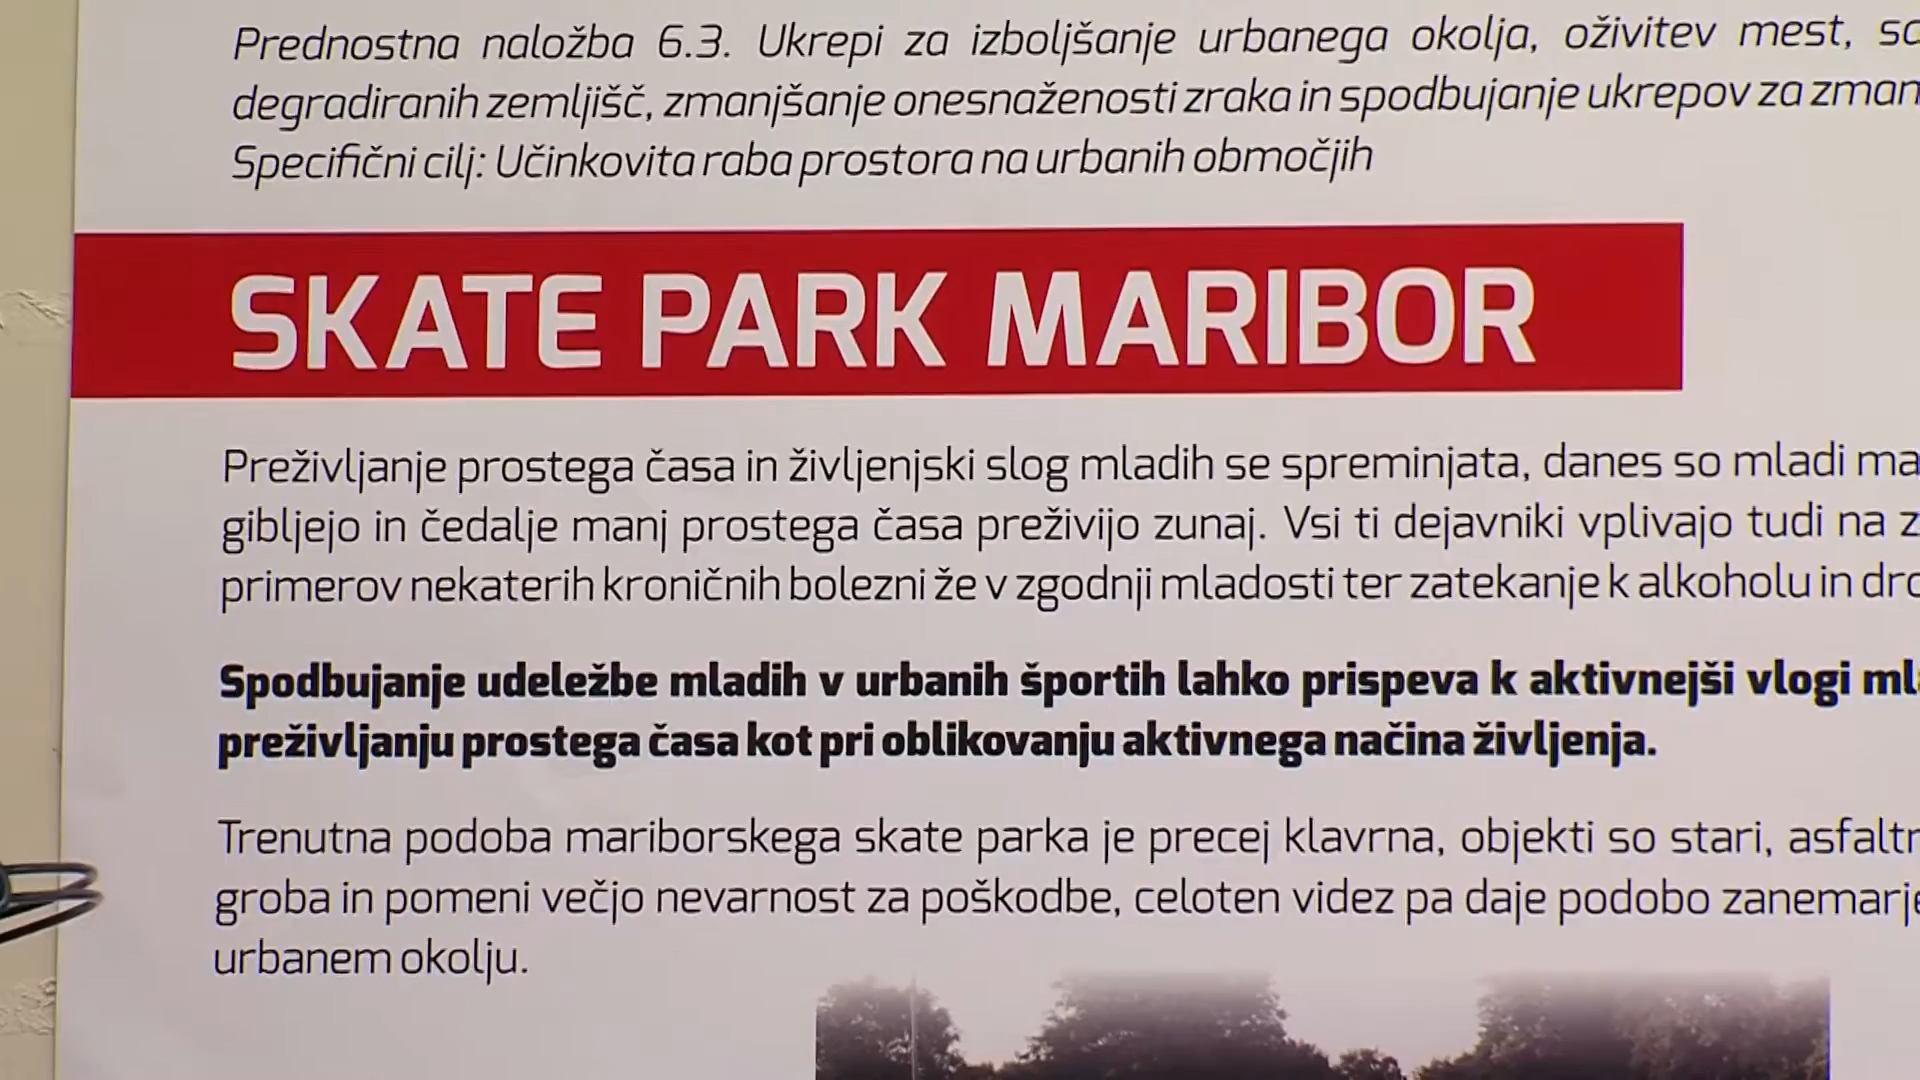 Prednostna naložba 6.3. Ukrepi za izboljšanje urbanega okolja, oživitev mest,
degradiranih zemljišč, zmanjšanje onesnaženosti zraka in spodbujanje ukrepov za
Specifični cilj: Učinkovita raba prostora na urbanih območjih
SKATE PARK MARIBOR
Preživljanje prostega časa in življenjski slog mladih se spreminjata, danes so mladi
gibljejo in čedalje manj prostega časa preživijo zunaj. Vsi ti dejavniki vplivajo tudi na
primerov nekaterih kroničnih bolezni že v zgodnji mladosti ter zatekanje k alkoholu in
Spodbujanje udeležbe mladih v urbanih športih lahko prispeva k aktivnejši vlogi
preživljanju prostega časa kot pri oblikovanju aktivnega načina življenja.
Trenutna podoba mariborskega skate parka je precej klavrna, objekti so stari,
groba in pomeni večjo nevarnost za poškodbe, celoten videz pa daje podobo
urbanem okolju.